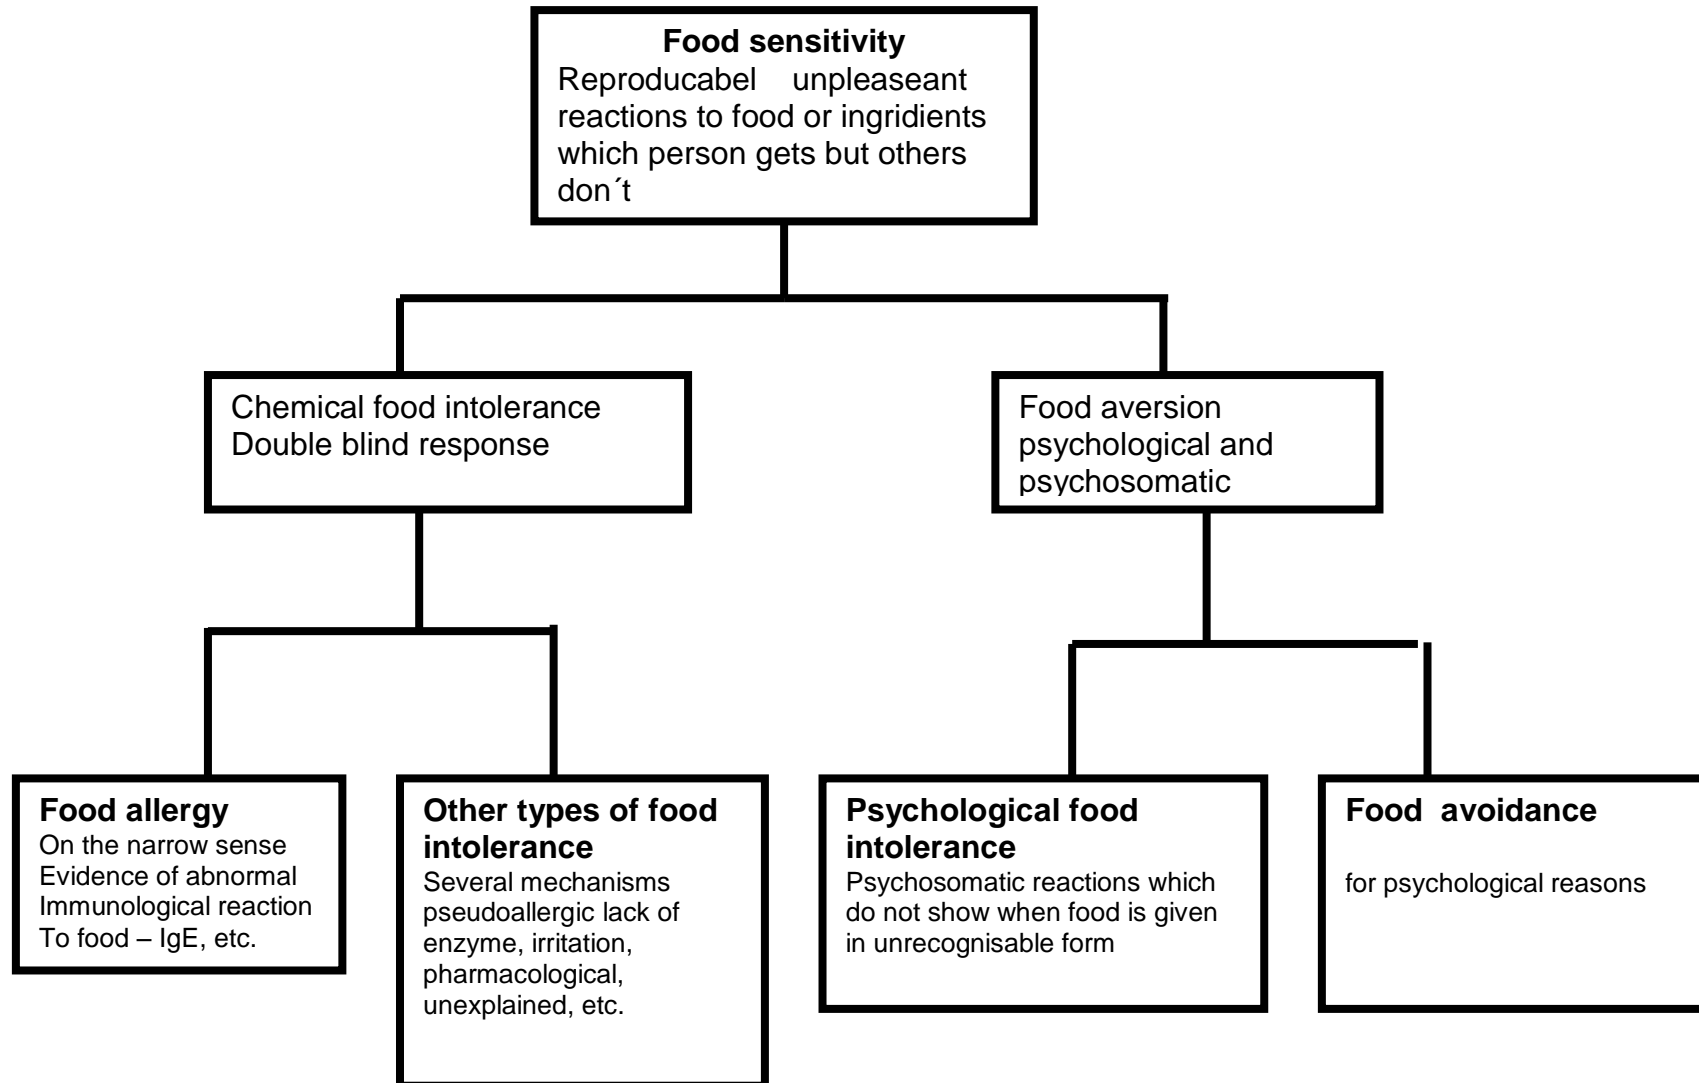 Food sensitivity
Reproducabel unpleaseant
reactions to food or ingridients
which person gets but others
don´t
Chemical food intolerance
Double blind response
Food aversion
psychological and
psychosomatic
Food allergy
On the narrow sense
Evidence of abnormal
Immunological reaction
To food – IgE, etc.
Other types of food
intolerance
Several mechanisms
pseudoallergic lack of
enzyme, irritation,
pharmacological,
unexplained, etc.
Psychological food
intolerance
Psychosomatic reactions which
do not show when food is given
in unrecognisable form
Food avoidance
for psychological reasons